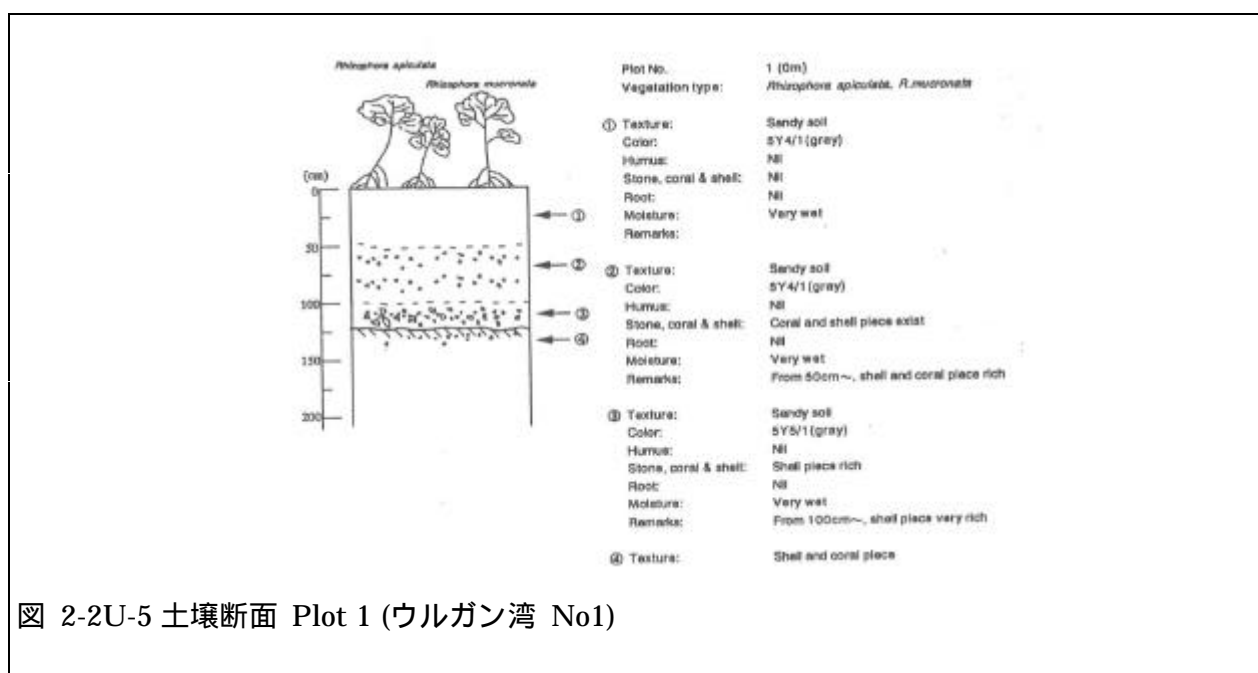 Rhizophora apiculata
Rhizophora mucronata
(cm)
0
50
100
150
200
①
②
③
④
Plot No. 1 (0m)
Vegetation type: Rhizophora apiculata, R.mucronata
① Texture: Sandy soil
Color: 5Y4/1(gray)
Humus: Nil
Stone, coral & shell: Nil
Root: Nil
Moisture: Very wet
Remarks:
② Texture: Sandy soil
Color: 5Y4/1(gray)
Humus: Nil
Stone, coral & shell: Coral and shell piece exist
Root: Nil
Moisture: Very wet
Remarks: From 50cm～, shell and coral piece rich
③ Texture: Sandy soil
Color: 5Y5/1(gray)
Humus: Nil
Stone, coral & shell: Shell piece rich
Root: Nil
Moisture: Very wet
Remarks: From 100cm～, shell piece very rich
④ Texture: Shell and coral piece
図 2-2U-5 土壌断面 Plot 1 (ウルガン湾 No1)